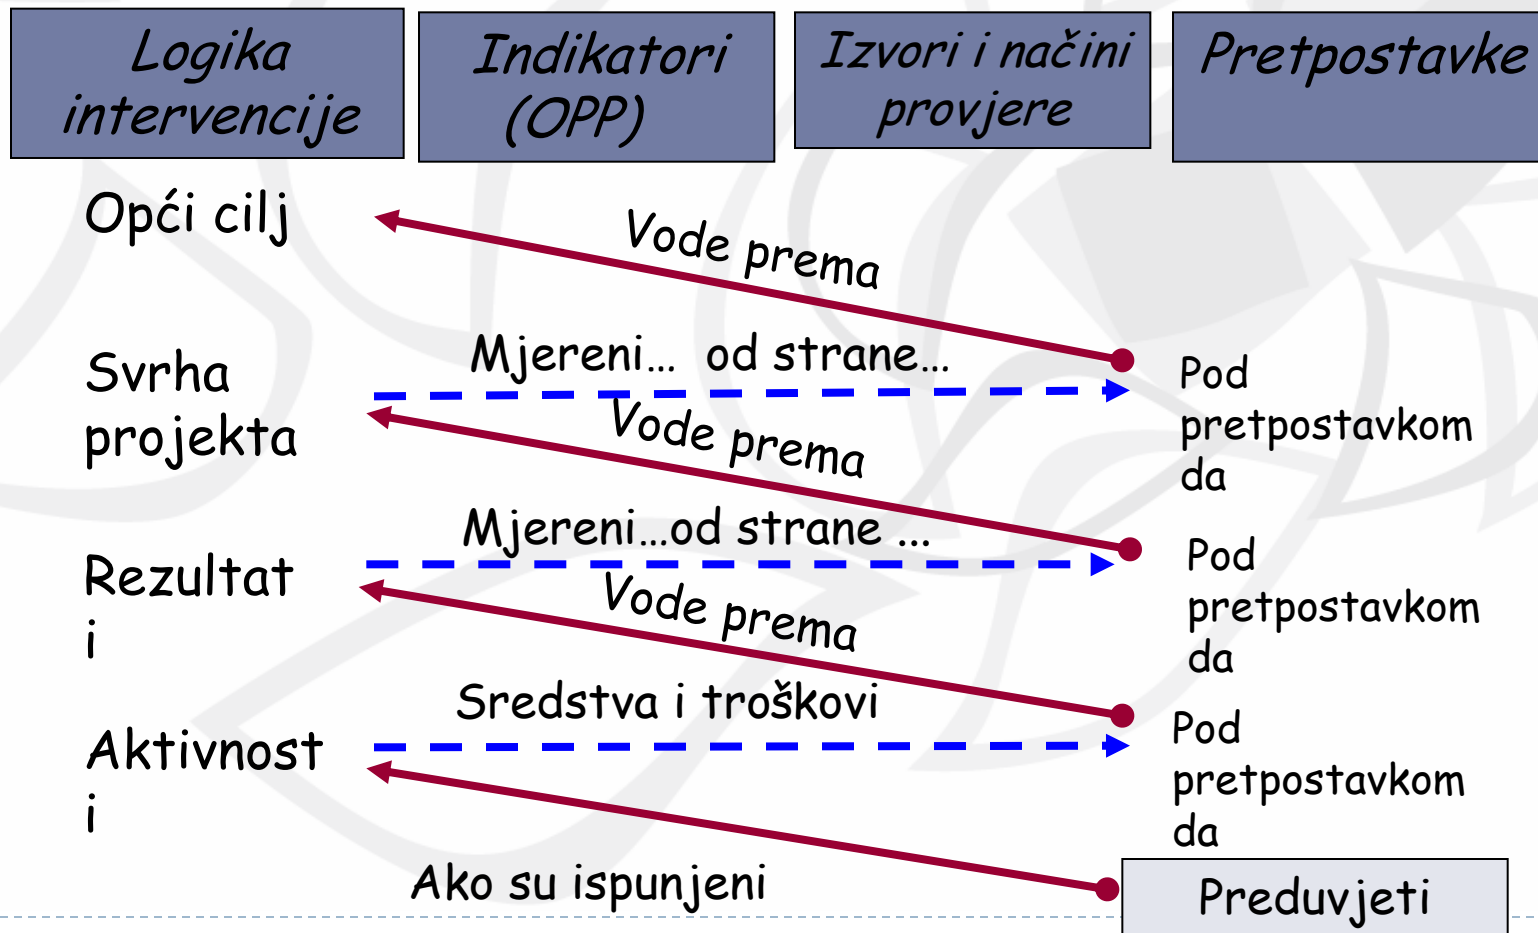 Logika
intervencije
Indikatori
(OPP)
Izvori i načini
provjere
Pretpostavke
Opći cilj
Vode prema
Svrha
projekta
Mjereni... od strane...
Pod
pretpostavkom
da
Vode prema
Rezultat
i
Mjereni...od strane ...
Pod
pretpostavkom
da
Vode prema
Aktivnost
i
Sredstva i troškovi
Pod
pretpostavkom
da
Ako su ispunjeni
Preduvjeti